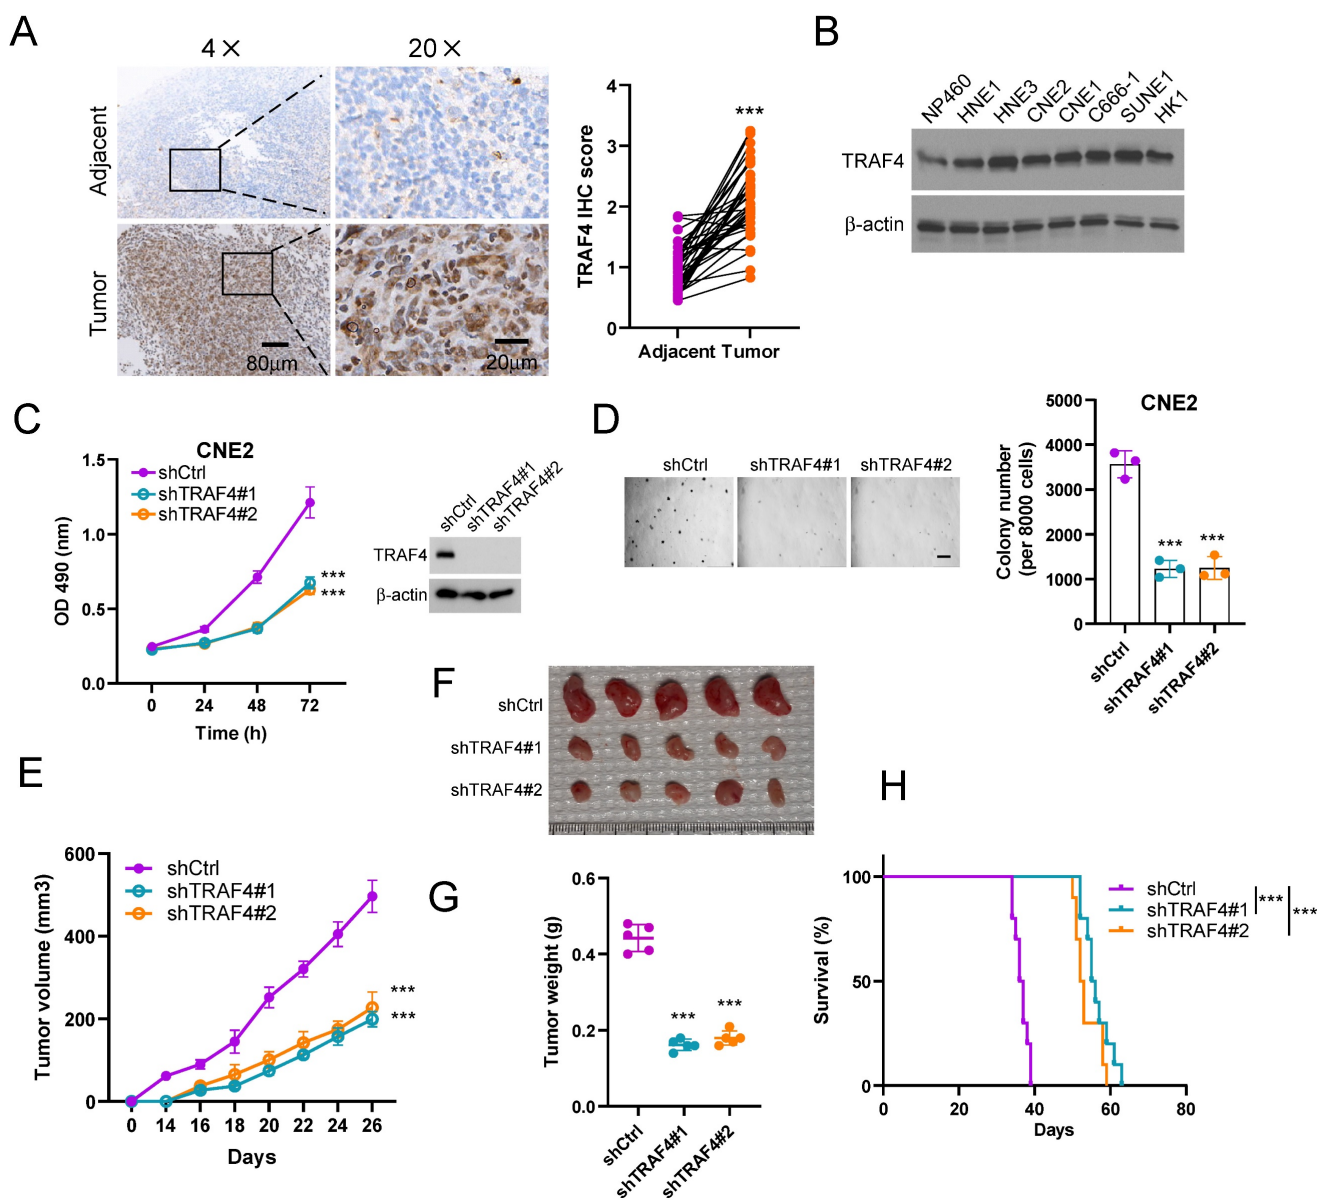 A
4 ×
20 ×
Adjacent
Tumor
80μm
20μm
TRAF4 IHC score
4
3
2
1
0
***
Adjacent Tumor
B
NP460
HNE1
HNE3
CNE2
CNE1
C666-1
SUNE1
HK1
TRAF4
β-actin
C
CNE2
shCtrl
shTRAF4#1
shTRAF4#2
OD 490 (nm)
1.5
1.0
0.5
0.0
***
***
0 24 48 72
Time (h)
shCtrl
shTRAF4#1
shTRAF4#2
TRAF4
β-actin
D
shCtrl shTRAF4#1 shTRAF4#2
CNE2
Colony number
(per 8000 cells)
5000
4000
3000
2000
1000
0
*** ***
shCtrl
shTRAF4#1
shTRAF4#2
E
Tumor volume (mm3)
600
400
200
0
shCtrl
shTRAF4#1
shTRAF4#2
***
***
0 14 16 18 20 22 24 26
Days
F
shCtrl
shTRAF4#1
shTRAF4#2
G
Tumor weight (g)
0.6
0.4
0.2
0.0
*** ***
shCtrl
shTRAF4#1
shTRAF4#2
H
Survival (%)
100
50
0
shCtrl
shTRAF4#1
shTRAF4#2
***
***
0 20 40 60 80
Days